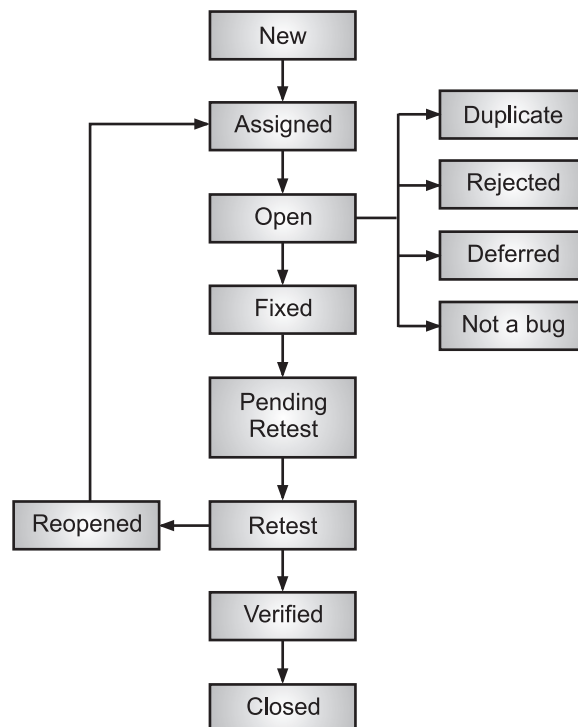 New
Assigned
Duplicate
Rejected
Open
Deferred
Fixed
Not a bug
Pending
Retest
Reopened
Retest
Verified
Closed